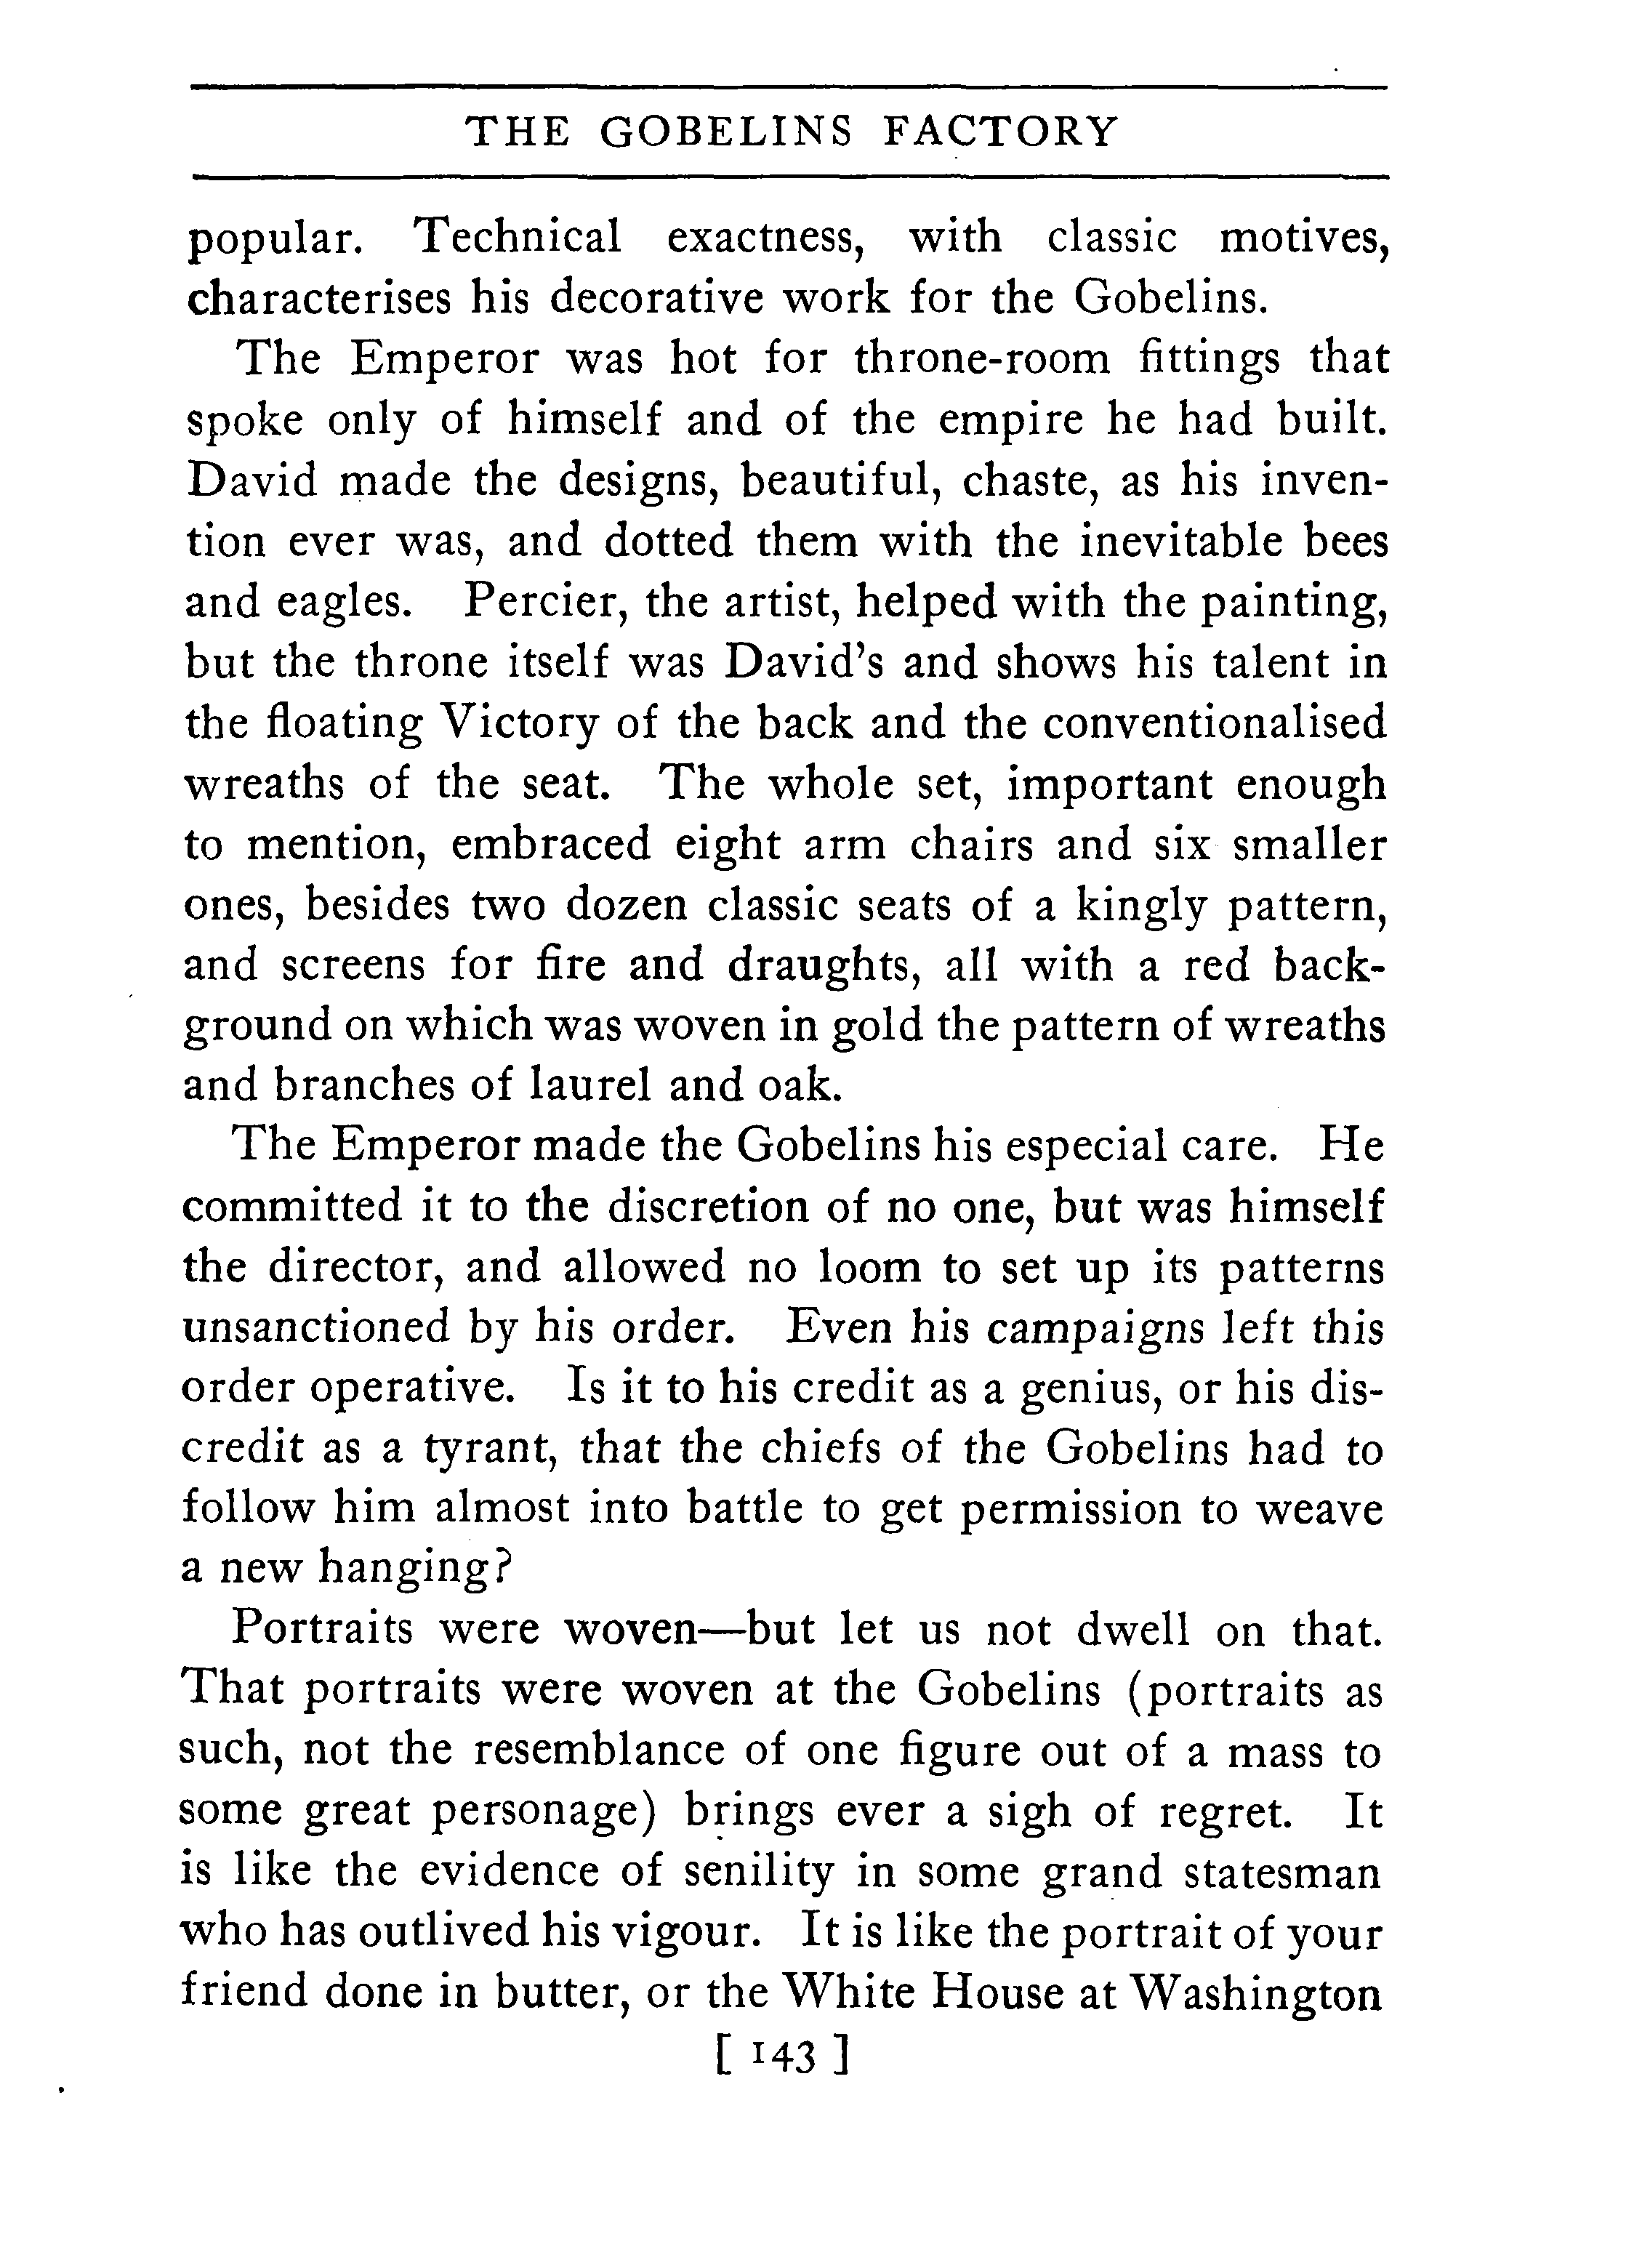 THE GOBELINS FACTORY
popular. Technical exactness, with classic motives,
characterises his decorative work for the Gobelins.
The Emperor was hot for throne-room fittings that
spoke only of himself and of the empire he had built.
David made the designs, beautiful, chaste, as his inven-
tion ever was, and dotted them with the inevitable bees
and eagles. Percier, the artist, helped with the painting,
but the throne itself was David's and shows his talent in
the floating Victory of the back and the conventionalised
wreaths of the seat. The whole set, important enough
to mention, embraced eight arm chairs and six smaller
ones, besides two dozen classic seats of a kingly pattern,
and screens for fire and draughts, all with a red back-
ground on which was woven in gold the pattern of wreaths
and branches of laurel and oak.
The Emperor made the Gobelins his especial care. He
committed it to the discretion of no one, but was himself
the director, and allowed no loom to set up its patterns
unsanctioned by his order. Even his campaigns left this
order operative. Is it to his credit as a genius, or his dis-
credit as a tyrant, that the chiefs of the Gobelins had to
follow him almost into battle to get permission to weave
a new hanging?
Portraits were woven—but let us not dwell on that.
That portraits were woven at the Gobelins (portraits as
such, not the resemblance of one figure out of a mass to
some great personage) brings ever a sigh of regret. It
is like the evidence of senility in some grand statesman
who has outlived his vigour. It is like the portrait of your
friend done in butter, or the White House at Washington
[ 143 ]